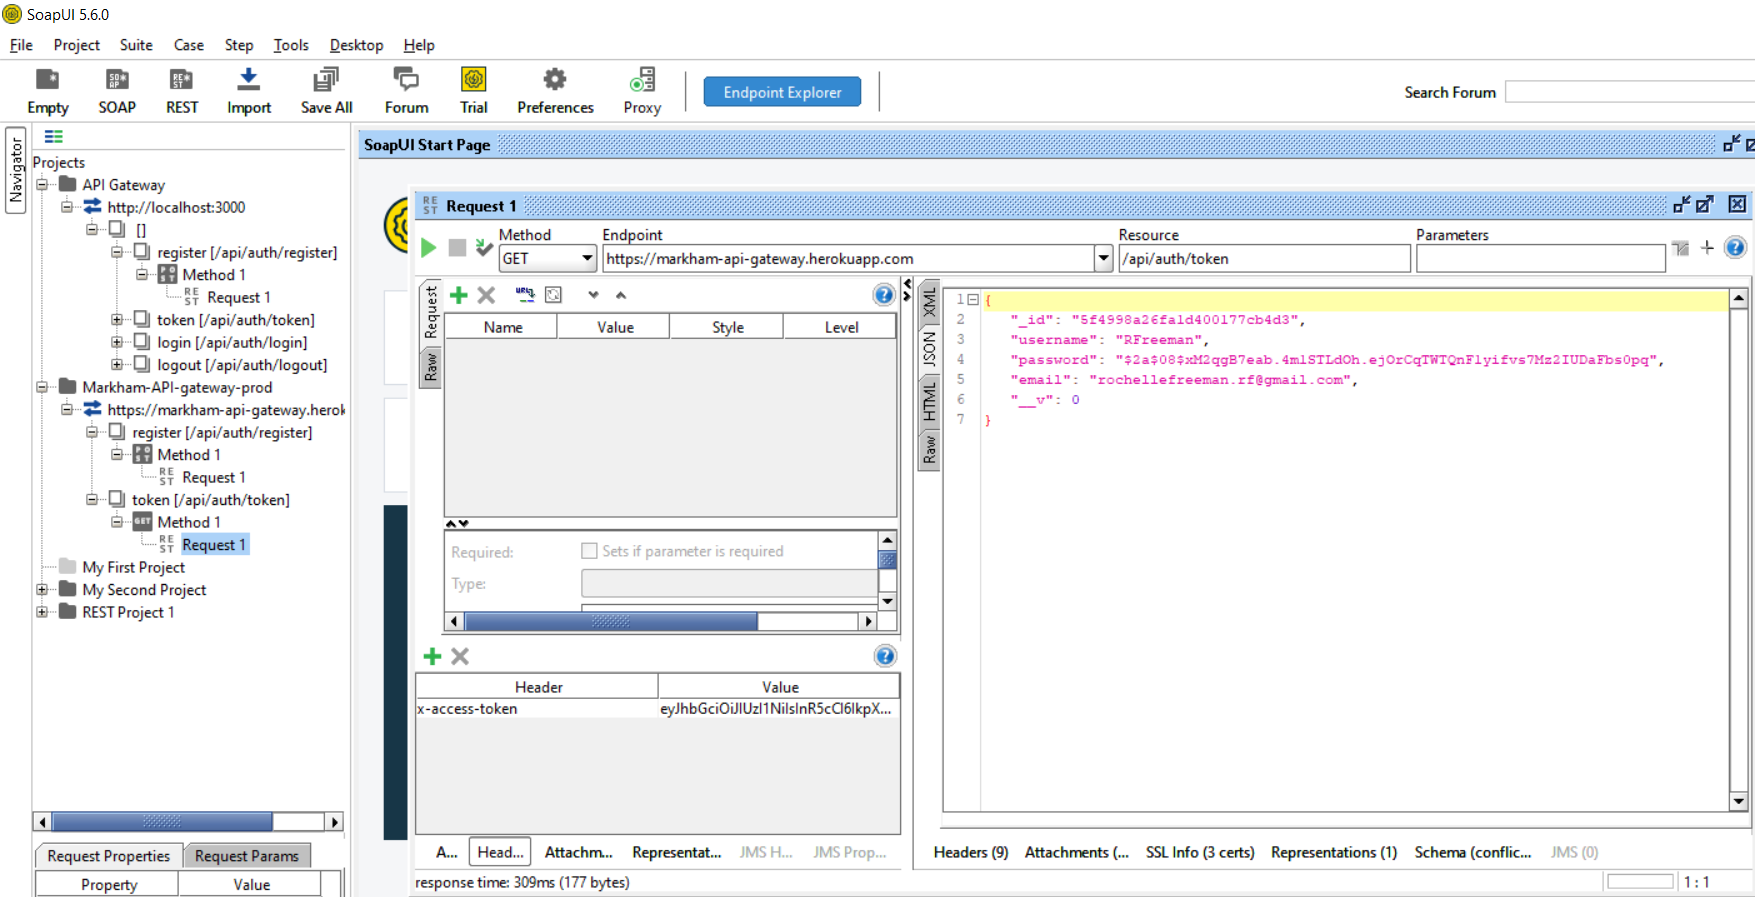 SoapUI 5.6.0
File Project Suite Case Step Tools Desktop Help
Empty SOAP REST Import Save All Forum Trial Preferences Proxy Endpoint Explorer Search Forum
Navigator
Projects
API Gateway
http://localhost:3000
[]
register [/api/auth/register]
Method 1
Request 1
token [/api/auth/token]
login [/api/auth/login]
logout [/api/auth/logout]
Markham-API-gateway-prod
https://markham-api-gateway.herok
register [/api/auth/register]
Method 1
Request 1
token [/api/auth/token]
Method 1
Request 1
My First Project
My Second Project
REST Project 1
Request Properties Request Params
Property Value
SoapUI Start Page
Request 1
Method Endpoint Resource Parameters
GET https://markham-api-gateway.herokuapp.com /api/auth/token
Request
Raw
Name Value Style Level
Required: Sets if parameter is required
Type:
Header Value
x-access-token eyJhbGciOiJIUzI1NiIsInR5cCI6IkpX...
A... Head... Attachm... Representat... JMS H... JMS Prop...
response time: 309ms (177 bytes)
XML
JSON
HTML
Raw
1 {
2 "_id": "5f4998a26fa1d400177cb4d3",
3 "username": "RFreeman",
4 "password": "$2a$08$xM2qgB7eab.4mlSTLdOh.ejOrCqTWTQnFlyifvs7Mz2IUDaFbs0pq",
5 "email": "rochellefreeman.rf@gmail.com",
6 "__v": 0
7 }
Headers (9) Attachments (... SSL Info (3 certs) Representations (1) Schema (conflic... JMS (0)
1 : 1